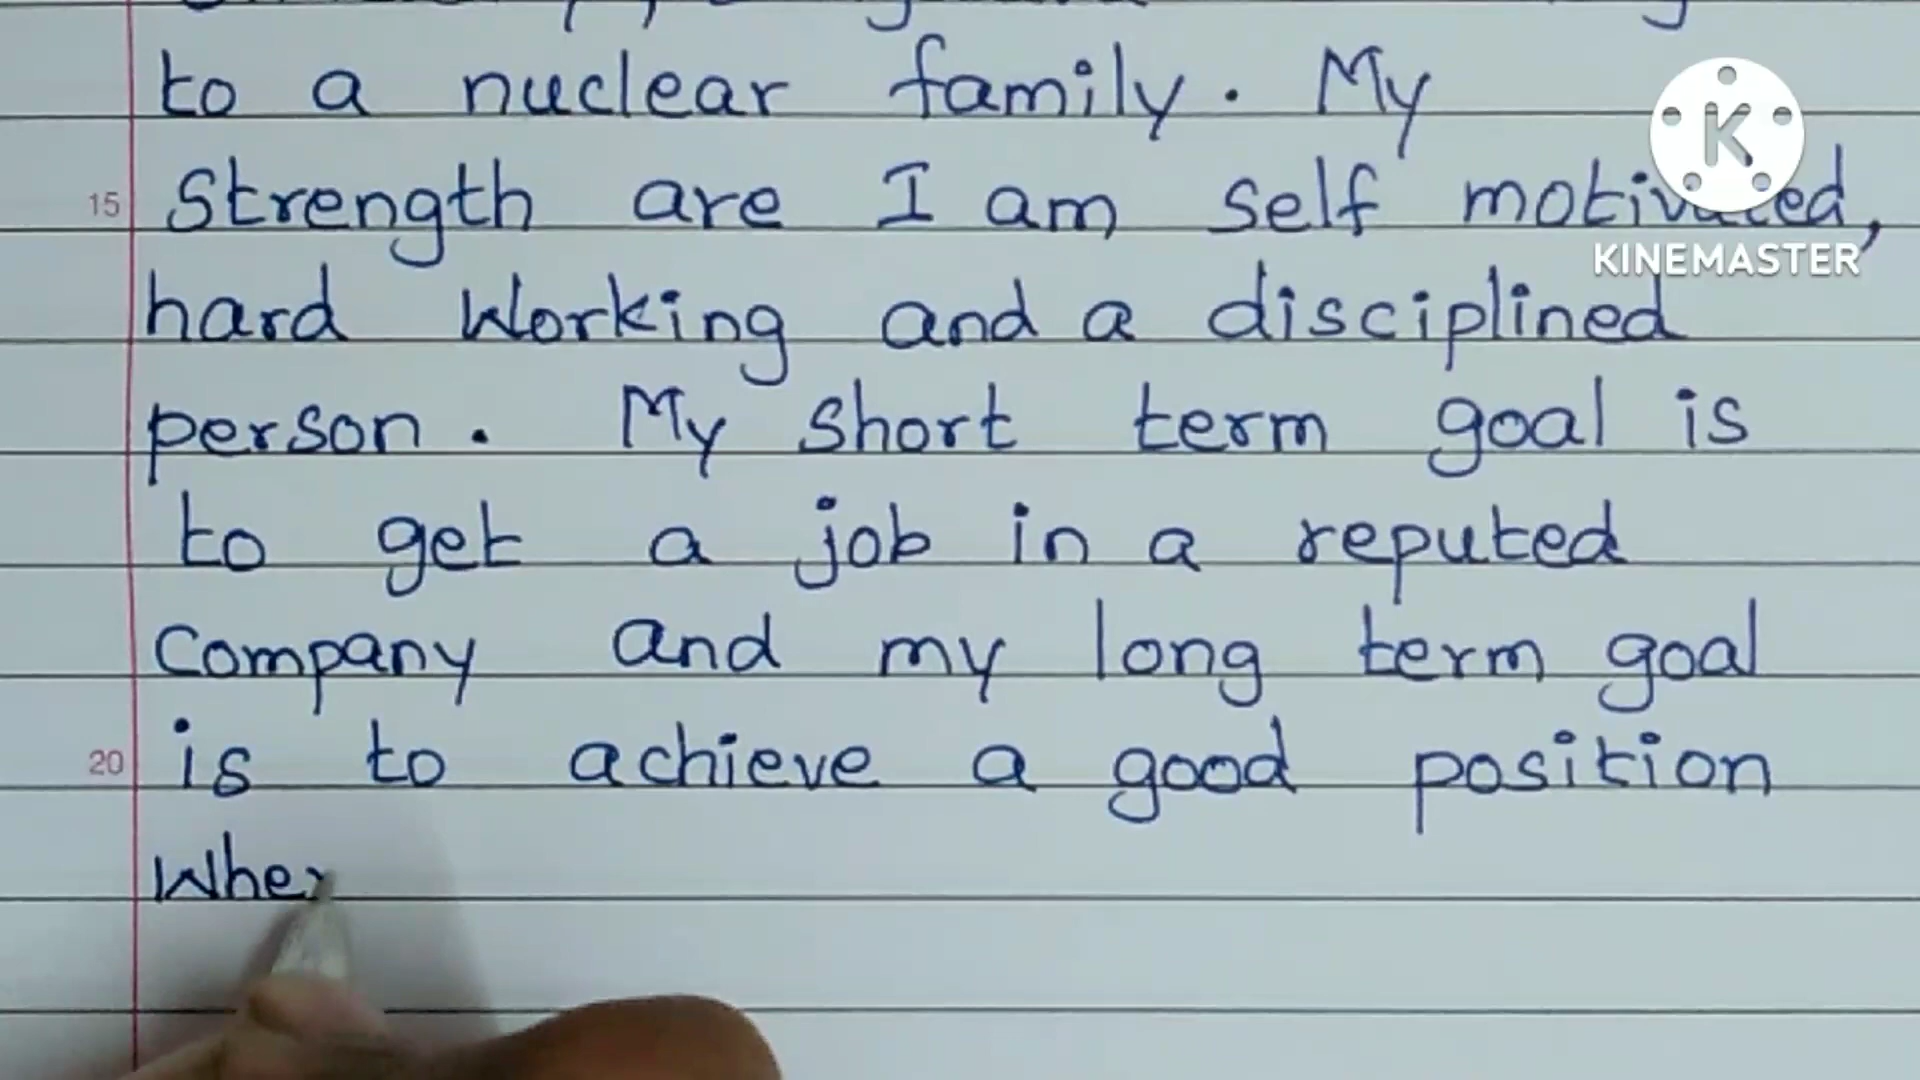 to a nuclear family. My
15 Strength are I am self motivated,
hard Working and a disciplined
person. My short term goal is
to get a job in a reputed
Company and my long term goal
20 is to achieve a good position
Wher
K
KINEMASTER